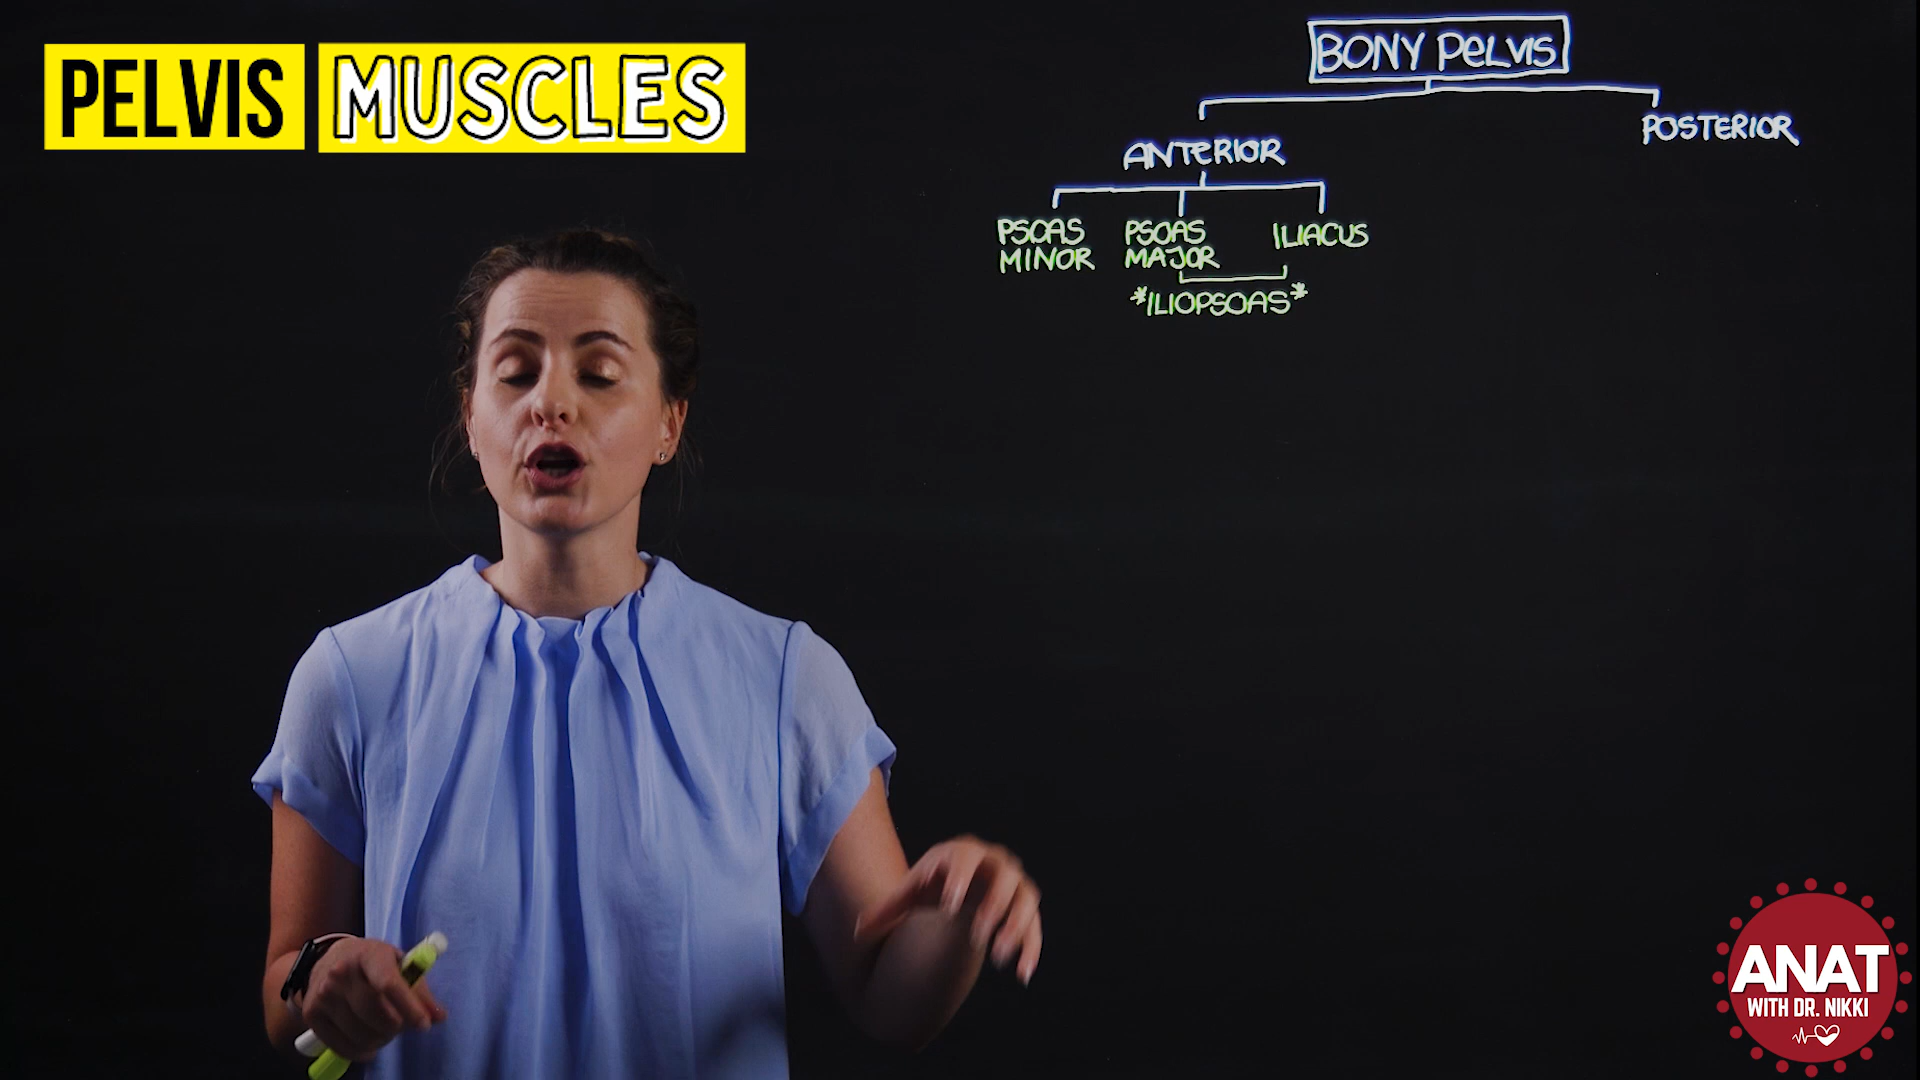 PELVIS MUSCLES
BONY PELVIS
ANTERIOR
POSTERIOR
PSOAS MINOR
PSOAS MAJOR
ILIACUS
*ILIOPSOAS*
ANAT
WITH DR. NIKKI